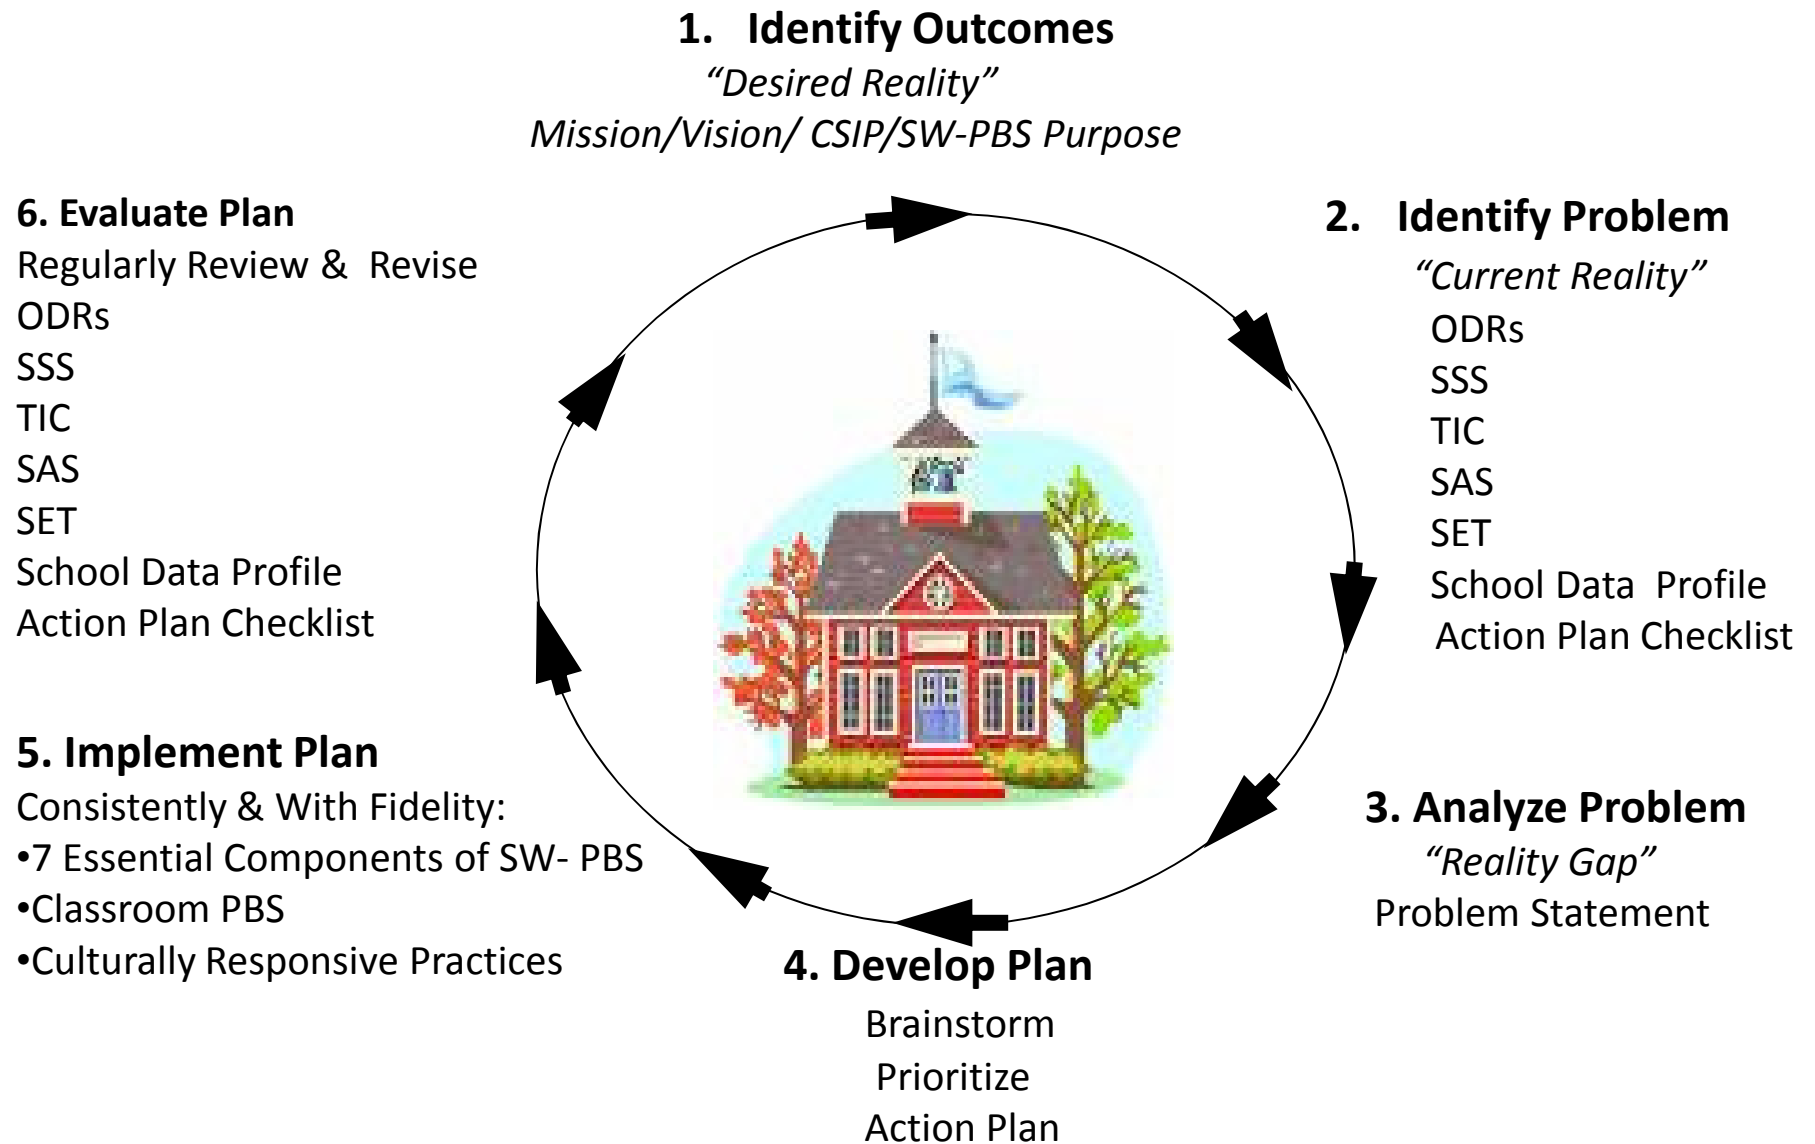 1. Identify Outcomes
“Desired Reality”
Mission/Vision/ CSIP/SW-PBS Purpose
2. Identify Problem
“Current Reality”
ODRs
SSS
TIC
SAS
SET
School Data Profile
Action Plan Checklist
3. Analyze Problem
“Reality Gap”
Problem Statement
4. Develop Plan
Brainstorm
Prioritize
Action Plan
5. Implement Plan
Consistently & With Fidelity:
•7 Essential Components of SW- PBS
•Classroom PBS
•Culturally Responsive Practices
6. Evaluate Plan
Regularly Review & Revise
ODRs
SSS
TIC
SAS
SET
School Data Profile
Action Plan Checklist